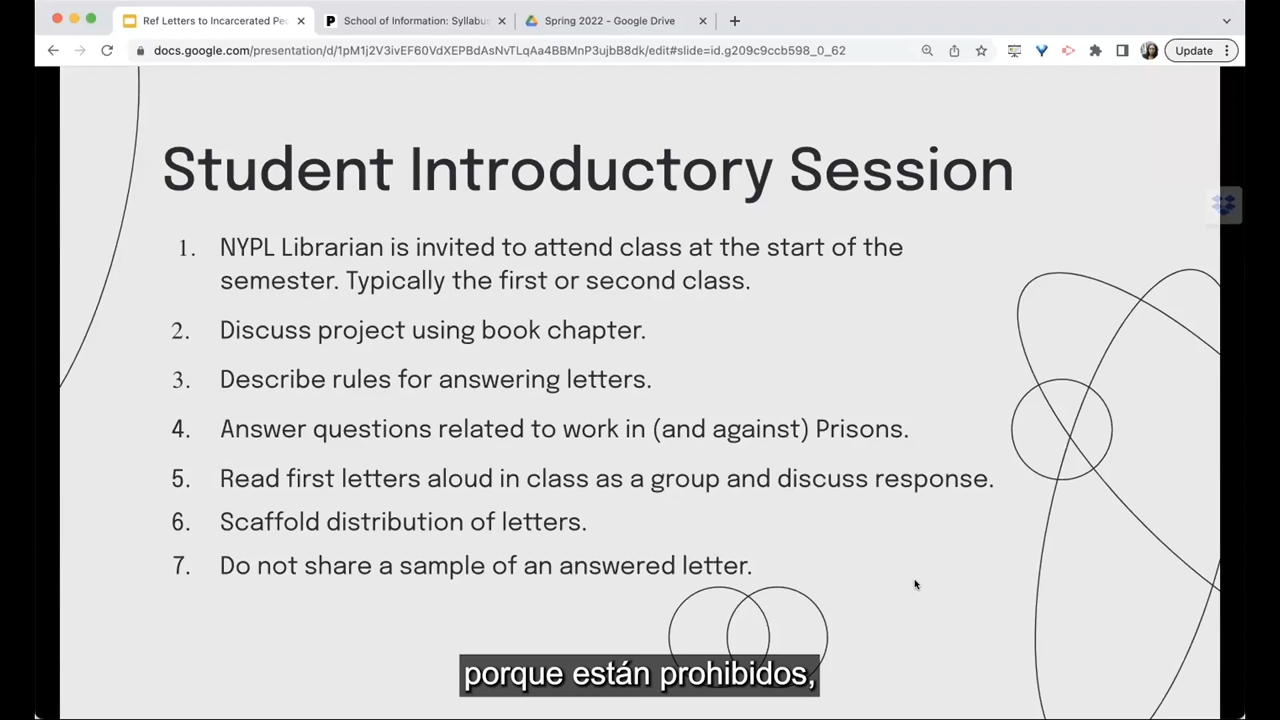 Ref Letters to Incarcerated Pe
School of Information: Syllabu
Spring 2022 - Google Drive
docs.google.com/presentation/d/1pM1j2V3ivEF60VdXEPBdAsNvTLqAa4BBMnP3ujbB8dk/edit#slide=id.g209c9ccb598_0_62
Update
Student Introductory Session
1. NYPL Librarian is invited to attend class at the start of the
semester. Typically the first or second class.
2. Discuss project using book chapter.
3. Describe rules for answering letters.
4. Answer questions related to work in (and against) Prisons.
5. Read first letters aloud in class as a group and discuss response.
6. Scaffold distribution of letters.
7. Do not share a sample of an answered letter.
porque están prohibidos,